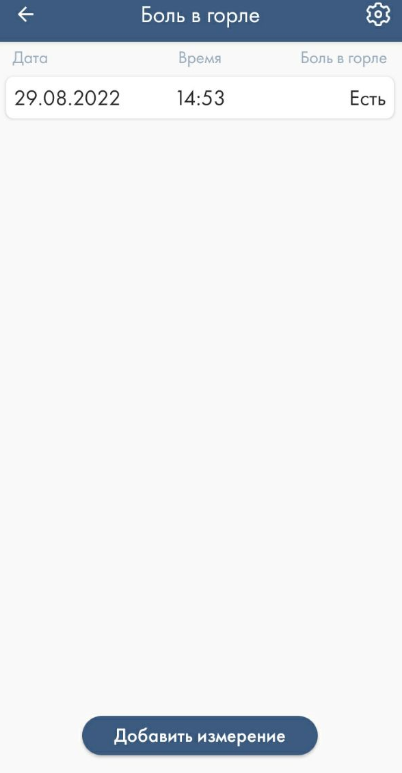 Боль в горле
Дата Время Боль в горле
29.08.2022 14:53 Есть
Добавить измерение